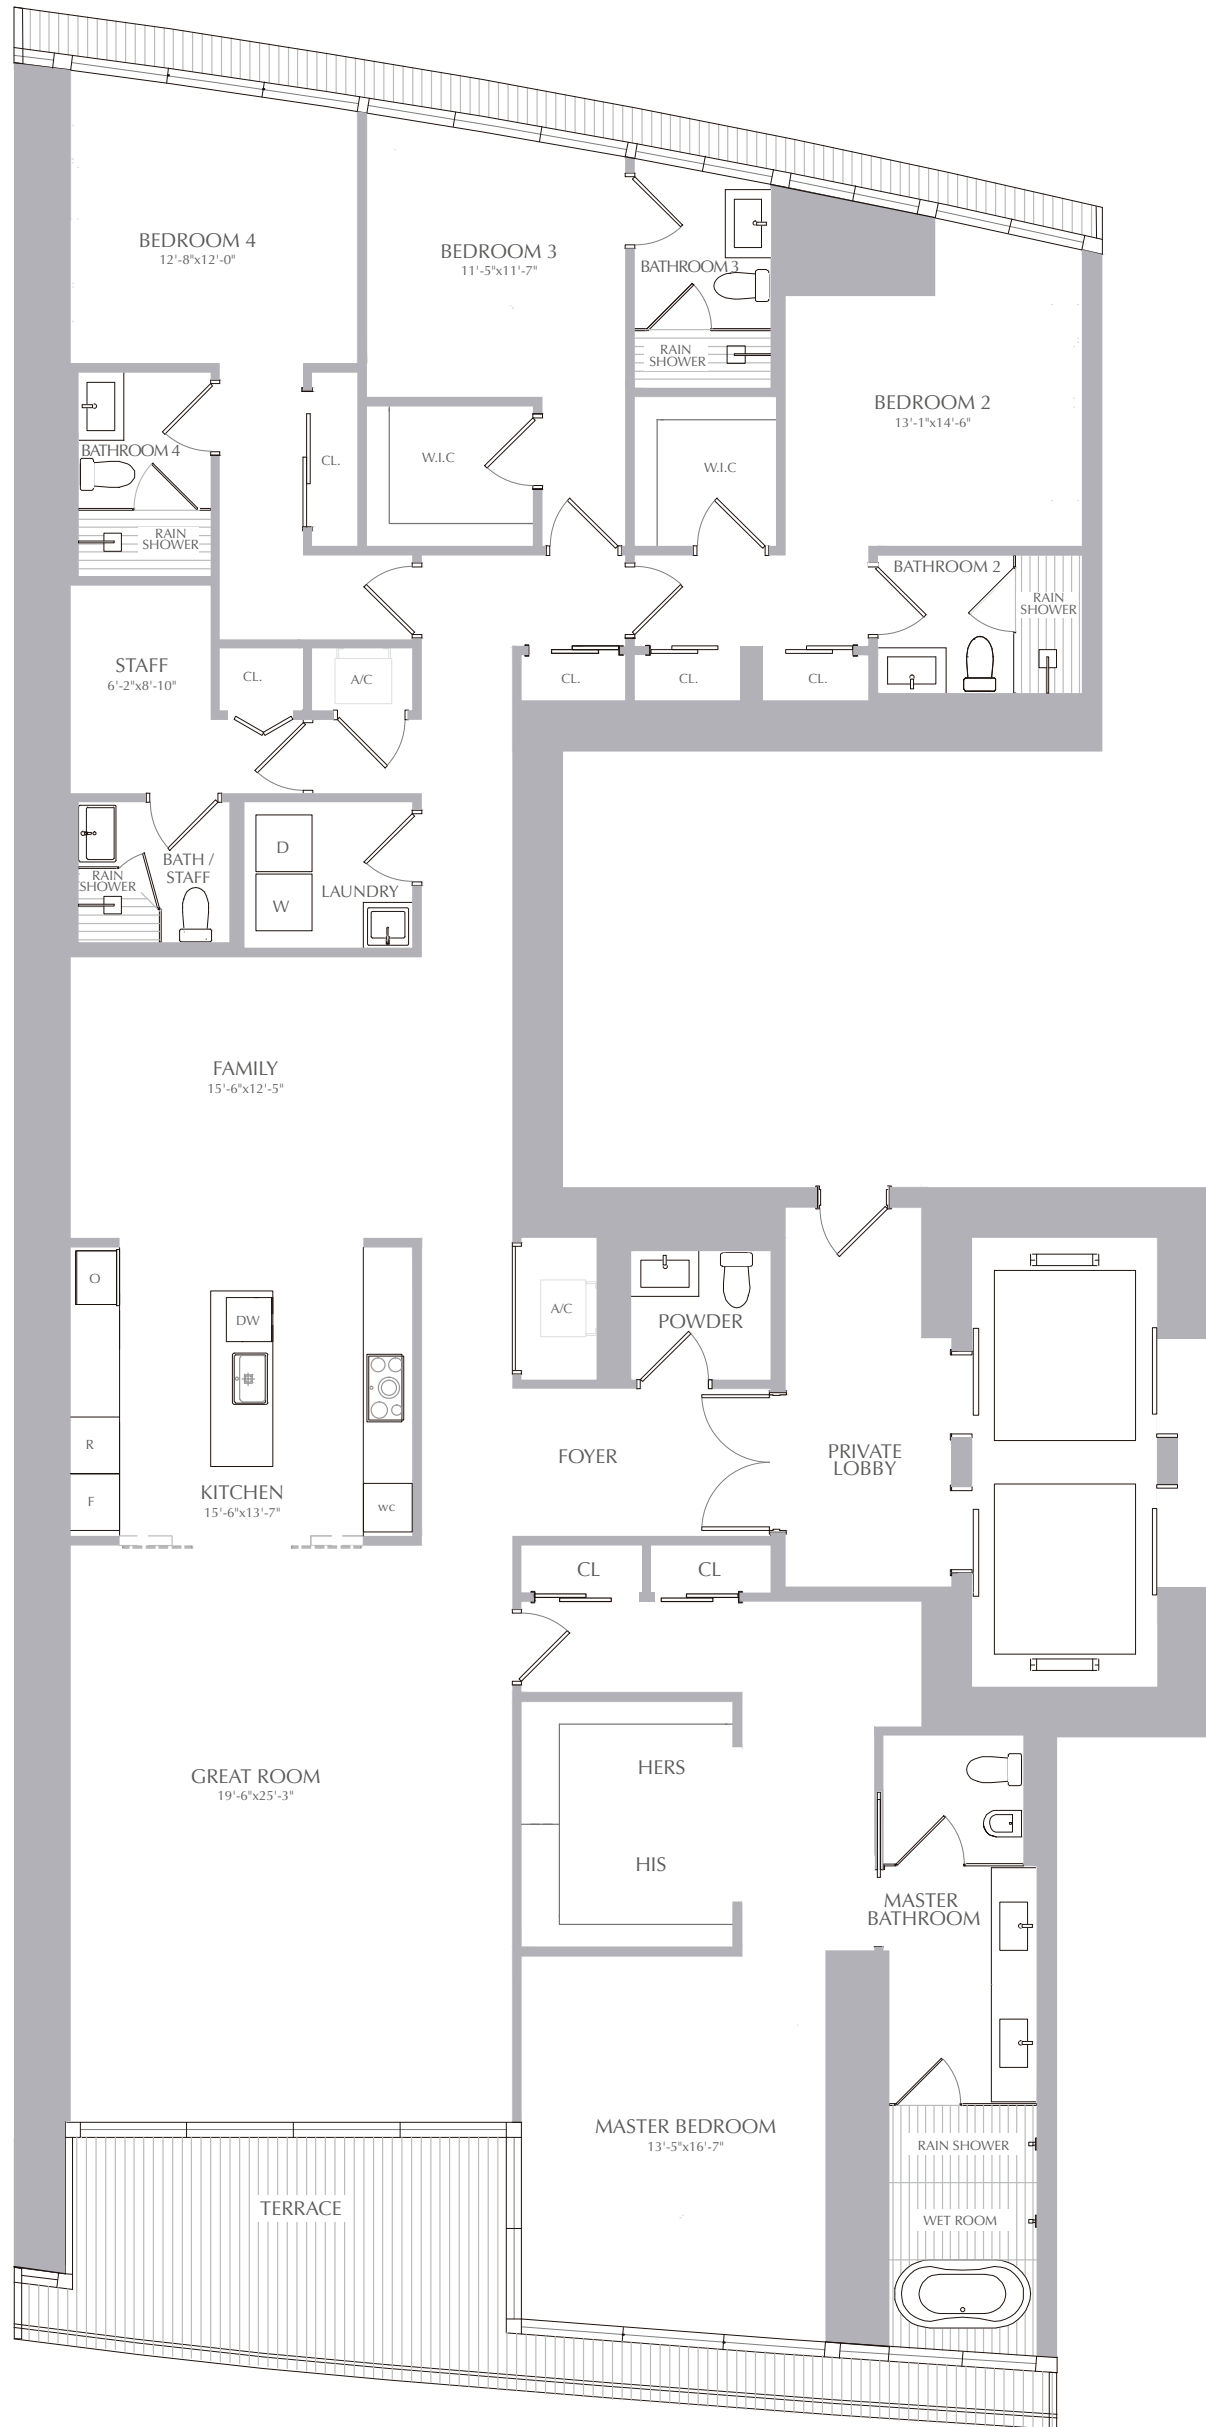 BEDROOM 4
12'-8"x12'-0"
BEDROOM 3
11'-5"x11'-7"
BATHROOM 3
RAIN
SHOWER
BEDROOM 2
13'-1"x14'-6"
BATHROOM 4
RAIN
SHOWER
CL.
W.I.C
W.I.C
BATHROOM 2
RAIN
SHOWER
STAFF
6'-2"x8'-10"
CL.
A/C
CL.
CL.
CL.
BATH /
STAFF
RAIN
SHOWER
D
W
LAUNDRY
FAMILY
15'-6"x12'-5"
O
DW
R
F
KITCHEN
15'-6"x13'-7"
wc
A/C
POWDER
FOYER
PRIVATE
LOBBY
CL
CL
GREAT ROOM
19'-6"x25'-3"
HERS
HIS
MASTER
BATHROOM
MASTER BEDROOM
13'-5"x16'-7"
RAIN SHOWER
WET ROOM
TERRACE